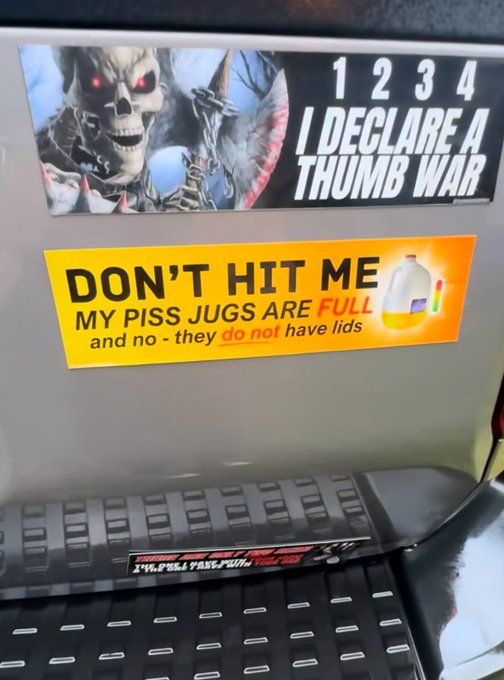 1 2 3 4
I DECLARE A
THUMB WAR
DON'T HIT ME
MY PISS JUGS ARE FULL
and no - they do not have lids